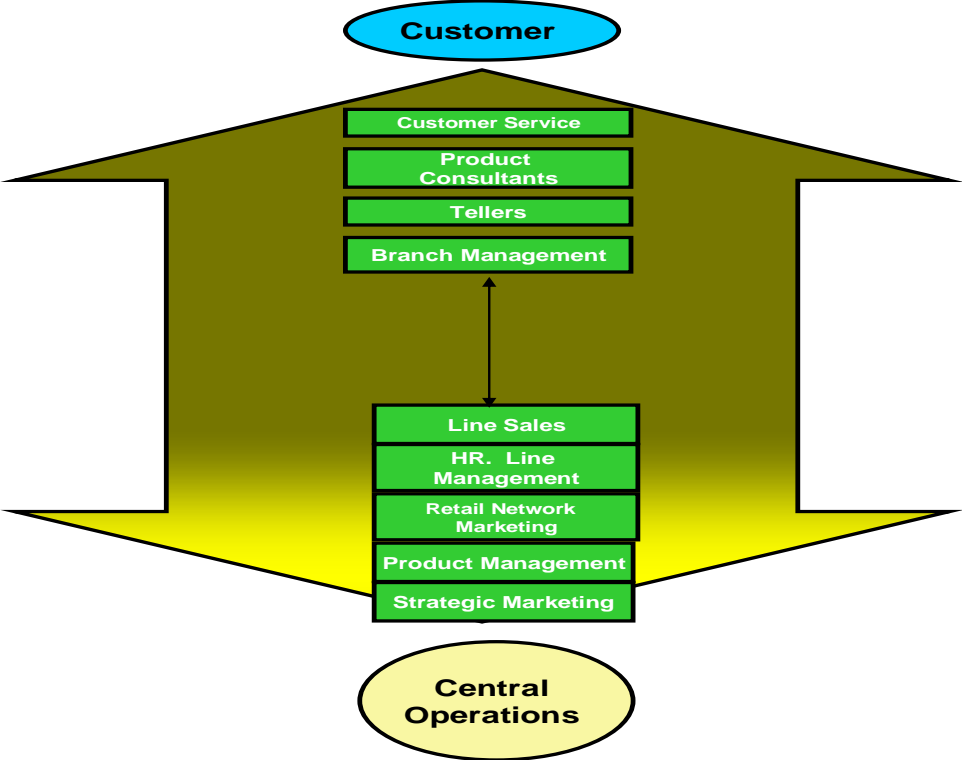 Customer
Customer Service
Product
Consultants
Tellers
Branch Management
Line Sales
HR. Line
Management
Retail Network
Marketing
Product Management
Strategic Marketing
Central
Operations